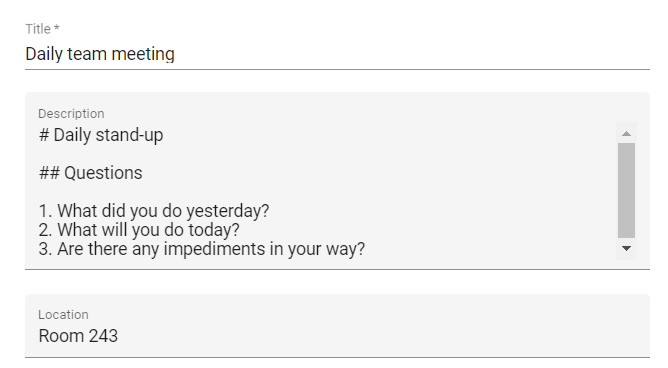 Title *
Daily team meeting
Description
# Daily stand-up
## Questions
1. What did you do yesterday?
2. What will you do today?
3. Are there any impediments in your way?
Location
Room 243